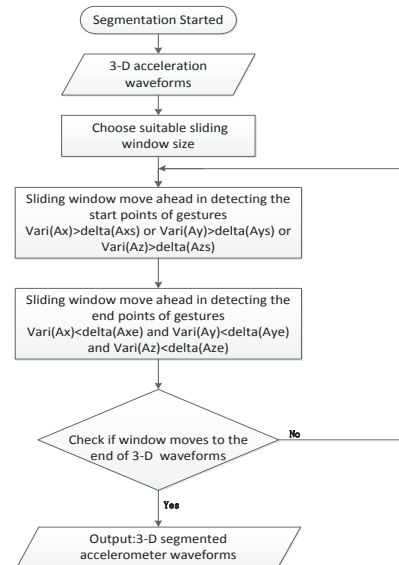 Segmentation Started
3-D acceleration
waveforms
Choose suitable sliding
window size
Sliding window move ahead in detecting the
start points of gestures
Vari(Ax)>delta(Axs) or Vari(Ay)>delta(Ays) or
Vari(Az)>delta(Azs)
Sliding window move ahead in detecting the
end points of gestures
Vari(Ax)<delta(Axe) and Vari(Ay)<delta(Aye)
and Vari(Az)<delta(Aze)
Check if window moves to the
end of 3-D waveforms
No
Yes
Output:3-D segmented
accelerometer waveforms